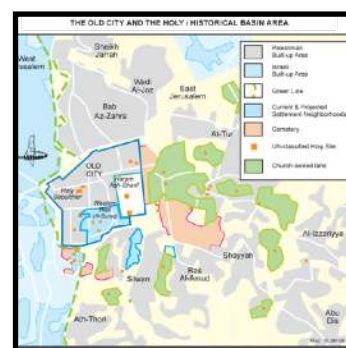 THE OLD CITY AND THE HOLY / HISTORICAL BASIN AREA
Palestinian
Built-up Area
Israeli
Built-up Area
Green Line
Current & Projected
Settlement Neighborhoods
Cemetery
Unclassified Holy Site
Church owned land
West
Jerusalem
Sheikh
Jarrah
Wadi
Al-Joz
East
Jerusalem
Bab
Az-Zahra
At-Tur
OLD
CITY
Haram
Ash-Sharif
Holy
Sepulcher
Silwan
Ras
Al-Amud
Shayyah
Al-Izzariyya
Abu
Dis
Ath-Thori